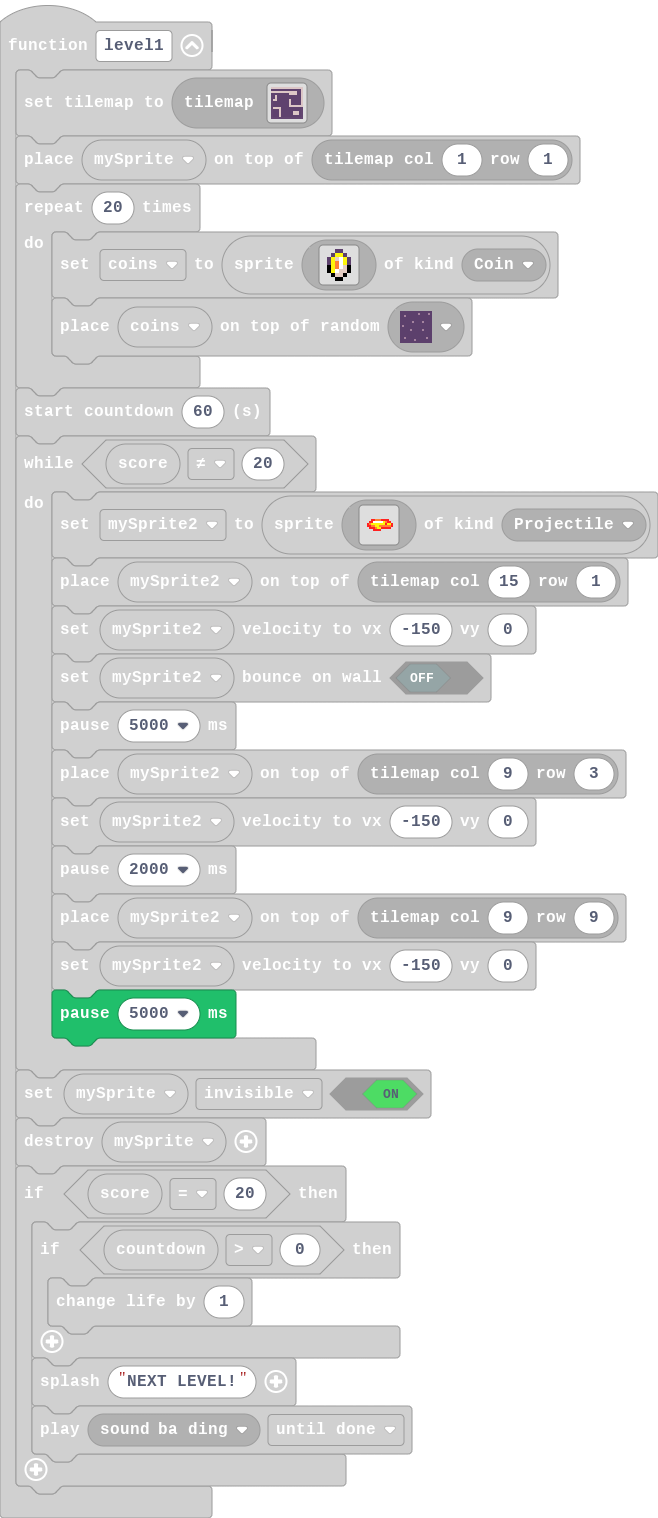 function level1
set tilemap to tilemap
place mySprite on top of tilemap col 1 row 1
repeat 20 times
do
set coins to sprite of kind Coin
place coins on top of random
start countdown 60 (s)
while score ≠ 20
do
set mySprite2 to sprite of kind Projectile
place mySprite2 on top of tilemap col 15 row 1
set mySprite2 velocity to vx -150 vy 0
set mySprite2 bounce on wall OFF
pause 5000 ms
place mySprite2 on top of tilemap col 9 row 3
set mySprite2 velocity to vx -150 vy 0
pause 2000 ms
place mySprite2 on top of tilemap col 9 row 9
set mySprite2 velocity to vx -150 vy 0
pause 5000 ms
set mySprite invisible ON
destroy mySprite
if score = 20 then
if countdown > 0 then
change life by 1
splash "NEXT LEVEL!"
play sound ba ding until done